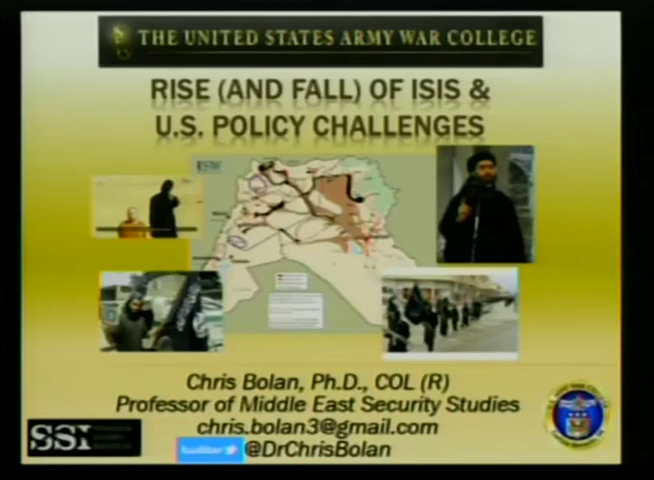 THE UNITED STATES ARMY WAR COLLEGE
RISE (AND FALL) OF ISIS &
U.S. POLICY CHALLENGES
ISW
Chris Bolan, Ph.D., COL (R)
Professor of Middle East Security Studies
chris.bolan3@gmail.com
SSI
twitter
@DrChrisBolan